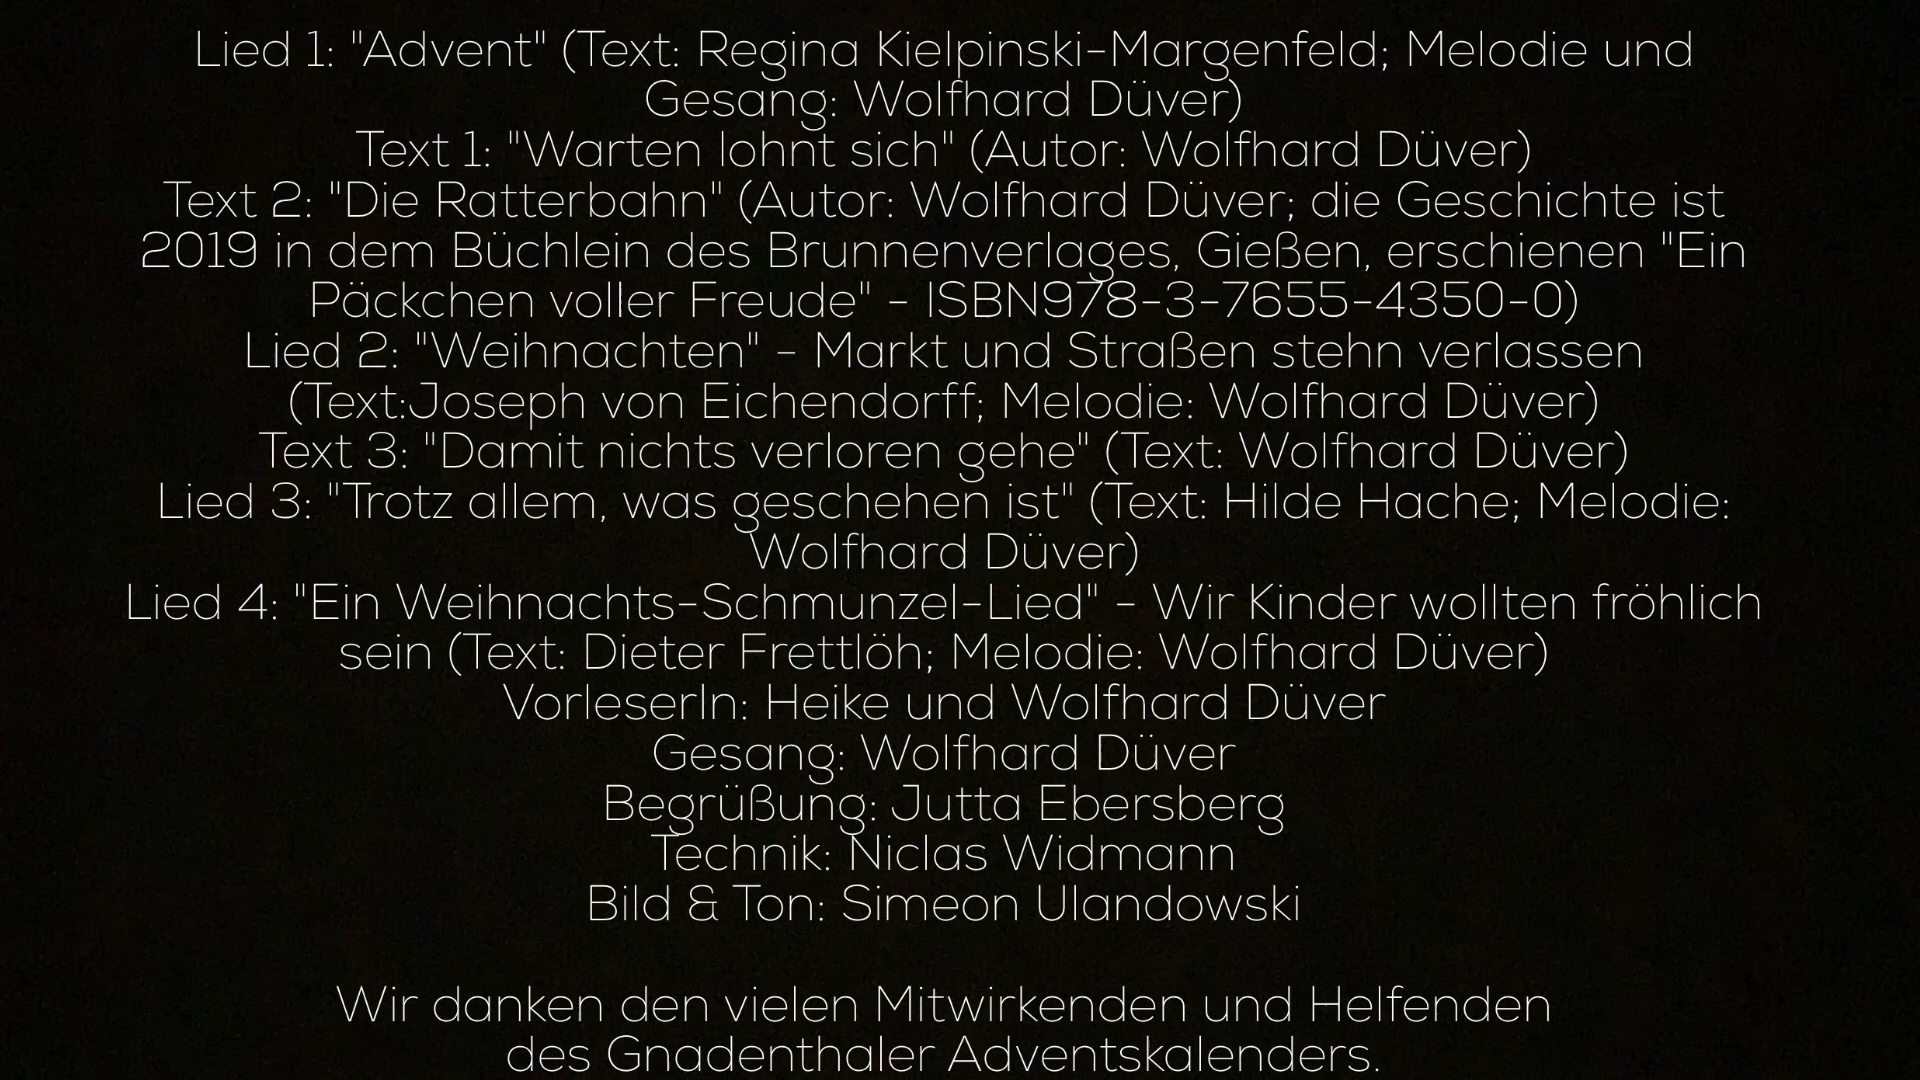 Lied 1: "Advent" (Text: Regina Kielpinski-Margenfeld; Melodie und
Gesang: Wolfhard Düver)
Text 1: "Warten lohnt sich" (Autor: Wolfhard Düver)
Text 2: "Die Ratterbahn" (Autor: Wolfhard Düver; die Geschichte ist
2019 in dem Büchlein des Brunnenverlages, Gießen, erschienen "Ein
Päckchen voller Freude" - ISBN978-3-7655-4350-0)
Lied 2: "Weihnachten" - Markt und Straßen stehn verlassen
(Text:Joseph von Eichendorff; Melodie: Wolfhard Düver)
Text 3: "Damit nichts verloren gehe" (Text: Wolfhard Düver)
Lied 3: "Trotz allem, was geschehen ist" (Text: Hilde Hache; Melodie:
Wolfhard Düver)
Lied 4: "Ein Weihnachts-Schmunzel-Lied" - Wir Kinder wollten fröhlich
sein (Text: Dieter Frettlöh; Melodie: Wolfhard Düver)
VorleserIn: Heike und Wolfhard Düver
Gesang: Wolfhard Düver
Begrüßung: Jutta Ebersberg
Technik: Niclas Widmann
Bild & Ton: Simeon Ulandowski
Wir danken den vielen Mitwirkenden und Helfenden
des Gnadenthaler Adventskalenders.